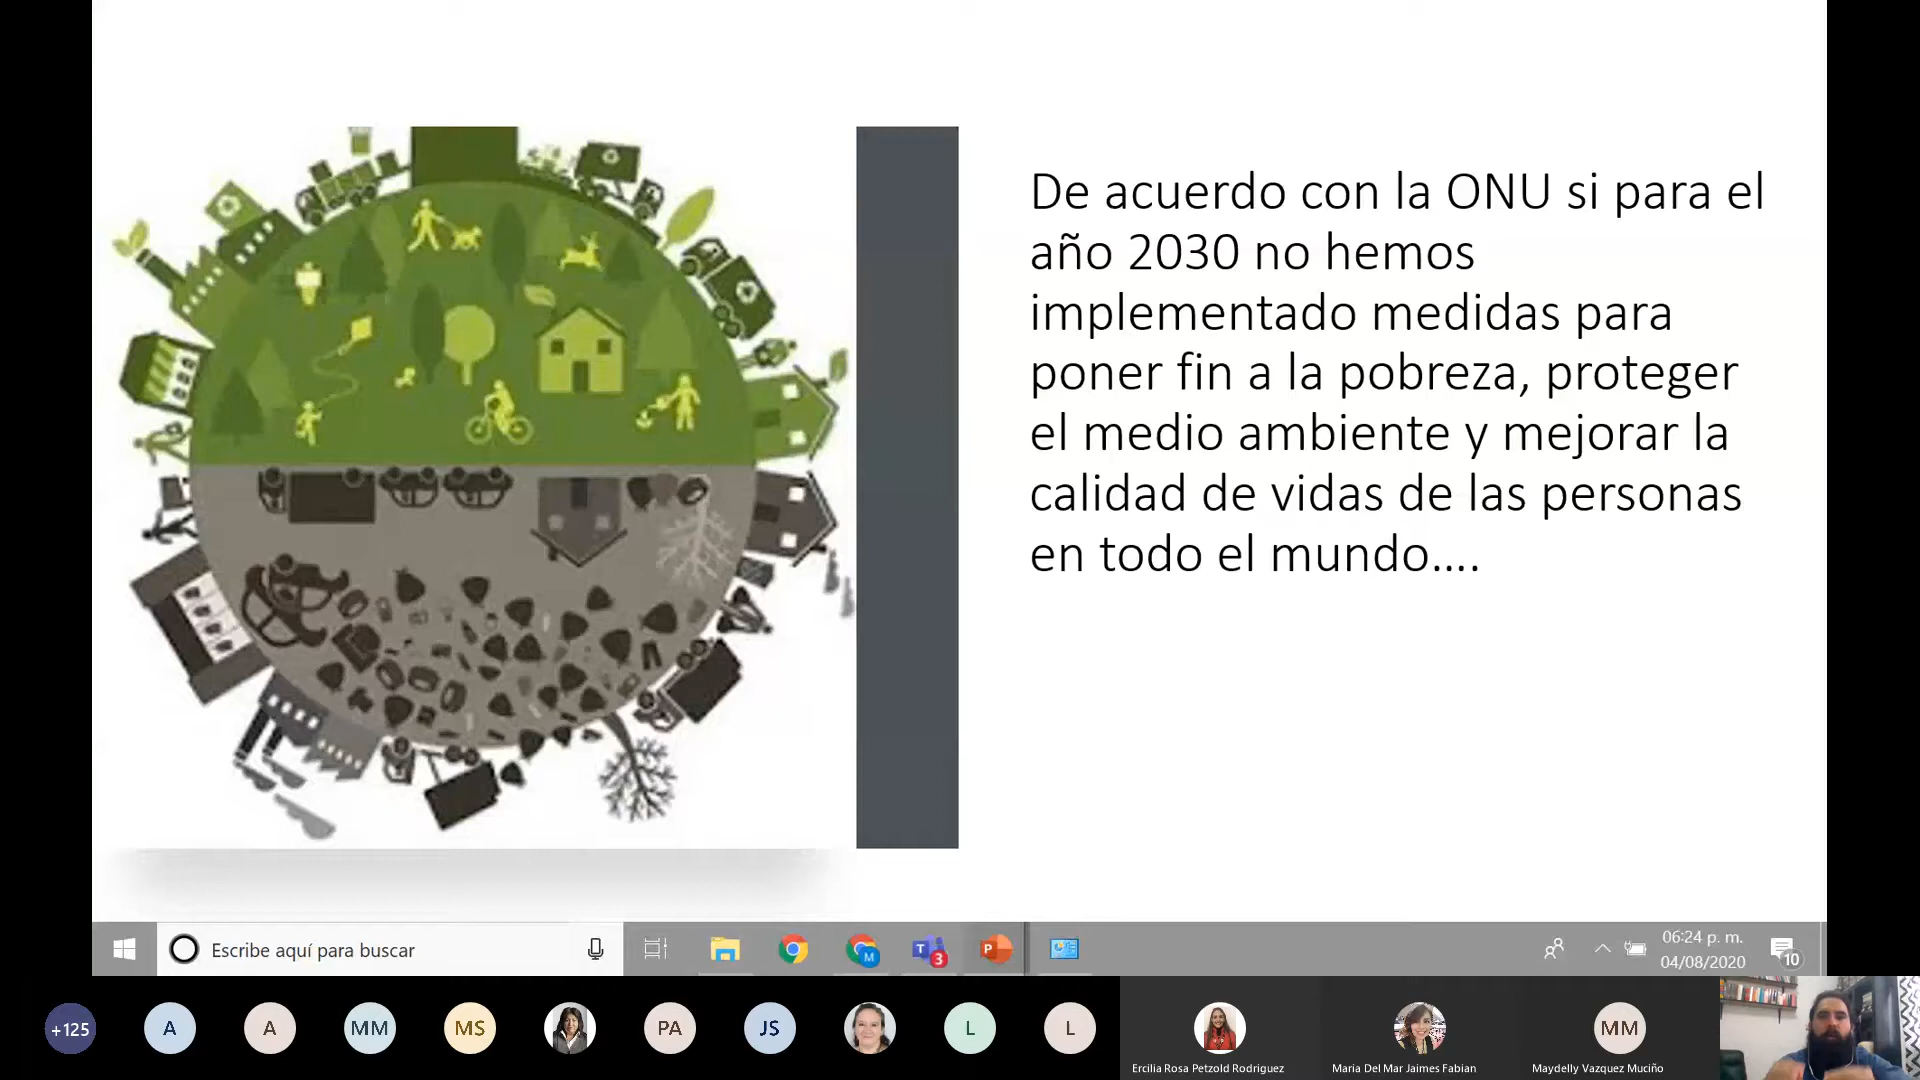 De acuerdo con la ONU si para el
año 2030 no hemos
implementado medidas para
poner fin a la pobreza, proteger
el medio ambiente y mejorar la
calidad de vidas de las personas
en todo el mundo....
Escribe aquí para buscar
M
T
3
P
06:24 p. m.
04/08/2020
10
+125
A
A
MM
MS
PA
JS
L
L
MM
Ercilia Rosa Petzold Rodriguez
Maria Del Mar Jaimes Fabian
Maydelly Vazquez Muciño